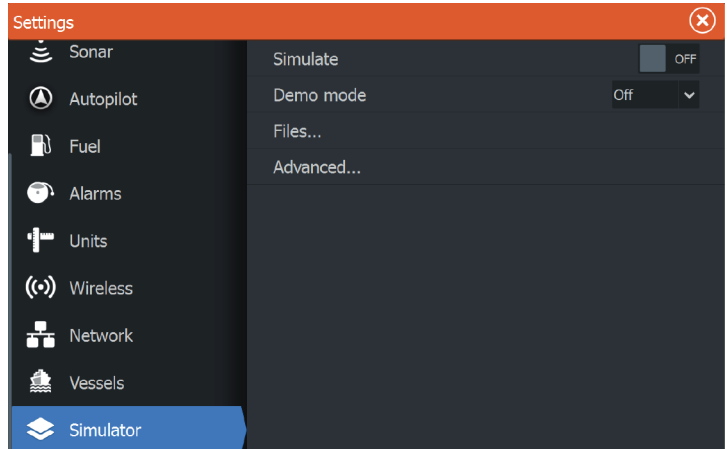 Settings
Sonar
Autopilot
Fuel
Alarms
Units
Wireless
Network
Vessels
Simulator
Simulate OFF
Demo mode Off
Files...
Advanced...